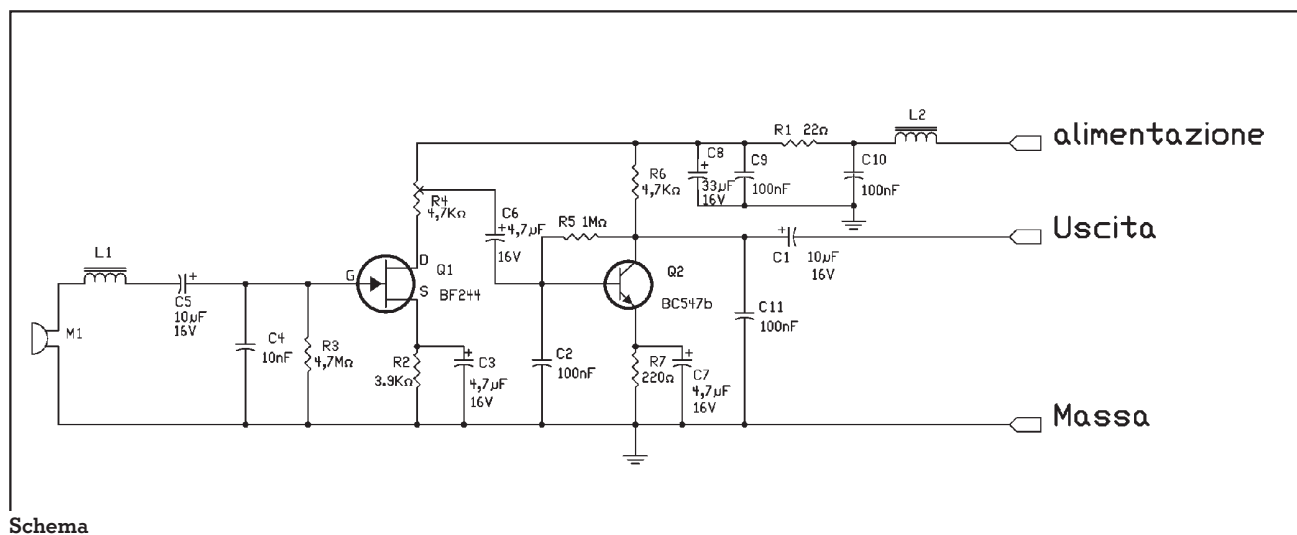 L2
R1 22Ω
alimentazione
C8
33µF
16V
C9
100nF
C10
100nF
R6
4,7KΩ
R4
4,7KΩ
C6
4,7µF
16V
R5 1MΩ
Uscita
C1
10µF
16V
L1
G
D
S
Q1
BF244
Q2
BC547b
C5
10µF
16V
M1
C4
10nF
R3
4,7MΩ
R2
3.9KΩ
C3
4,7µF
16V
C2
100nF
R7
220Ω
C7
4,7µF
16V
C11
100nF
Massa
Schema